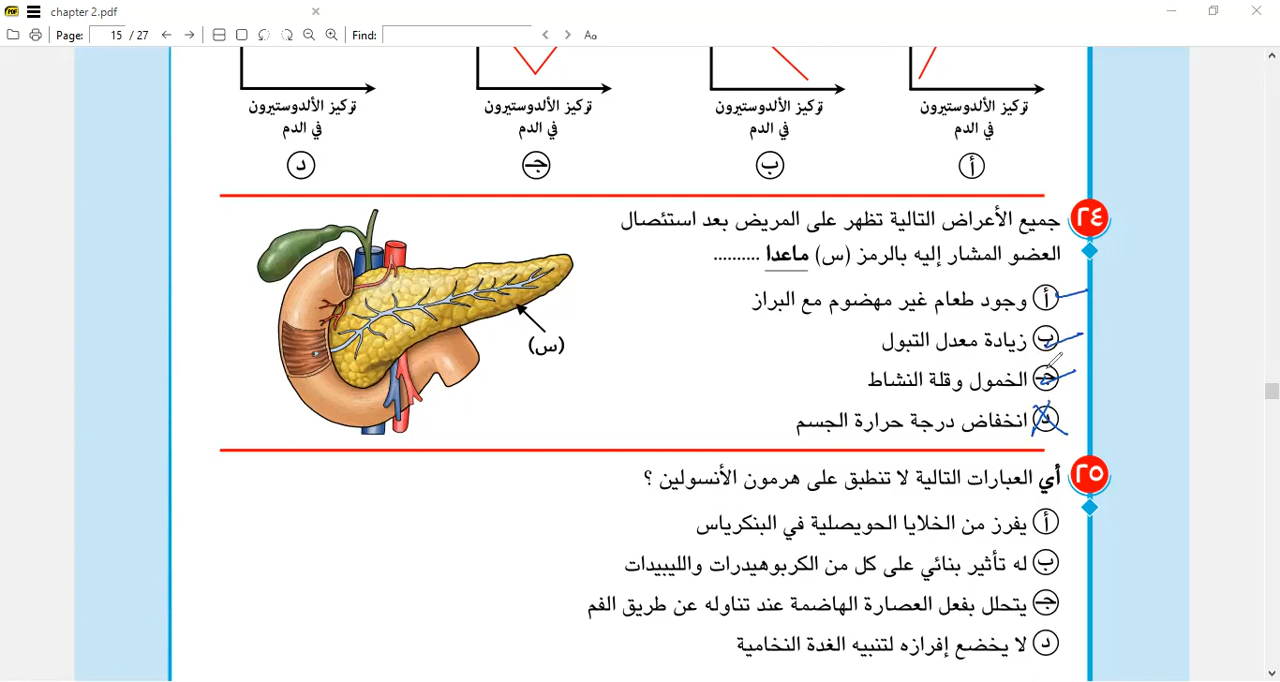 chapter 2.pdf
Page: 15 / 27 Find: Aa
تركيز الألدوستيرون تركيز الألدوستيرون تركيز الألدوستيرون تركيز الألدوستيرون
في الدم في الدم في الدم في الدم
أ ب جـ د
٢٤ جميع الأعراض التالية تظهر على المريض بعد استئصال
العضو المشار إليه بالرمز (س) ماعدا ..........
أ وجود طعام غير مهضوم مع البراز
ب زيادة معدل التبول
جـ الخمول وقلة النشاط
د انخفاض درجة حرارة الجسم
(س)
٢٥ أي العبارات التالية لا تنطبق على هرمون الأنسولين ؟
أ يفرز من الخلايا الحويصلية في البنكرياس
ب له تأثير بنائي على كل من الكربوهيدرات والليبيدات
جـ يتحلل بفعل العصارة الهاضمة عند تناوله عن طريق الفم
د لا يخضع إفرازه لتنبيه الغدة النخامية